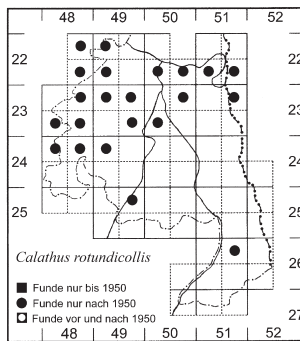 48 49 50 51 52
22 22
23 23
24 24
25 25
Calathus rotundicollis
26
Funde nur bis 1950
Funde nur nach 1950
Funde vor und nach 1950
27
48 49 50 51 52